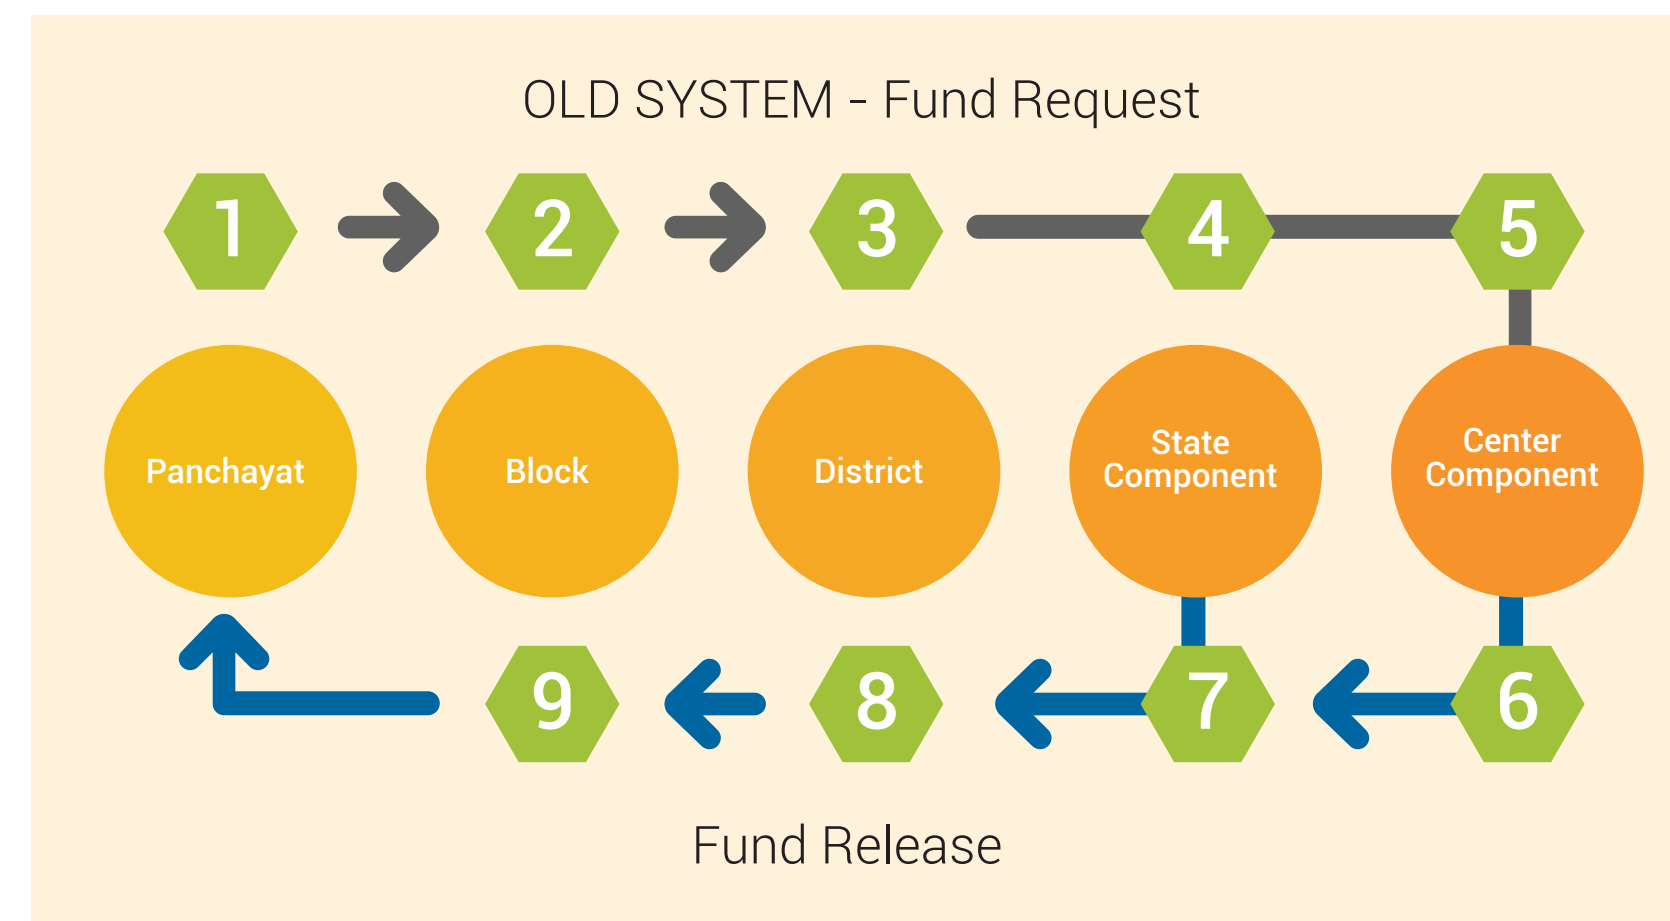 OLD SYSTEM - Fund Request
1
2
3
4
5
Panchayat
Block
District
State
Component
Center
Component
9
8
7
6
Fund Release